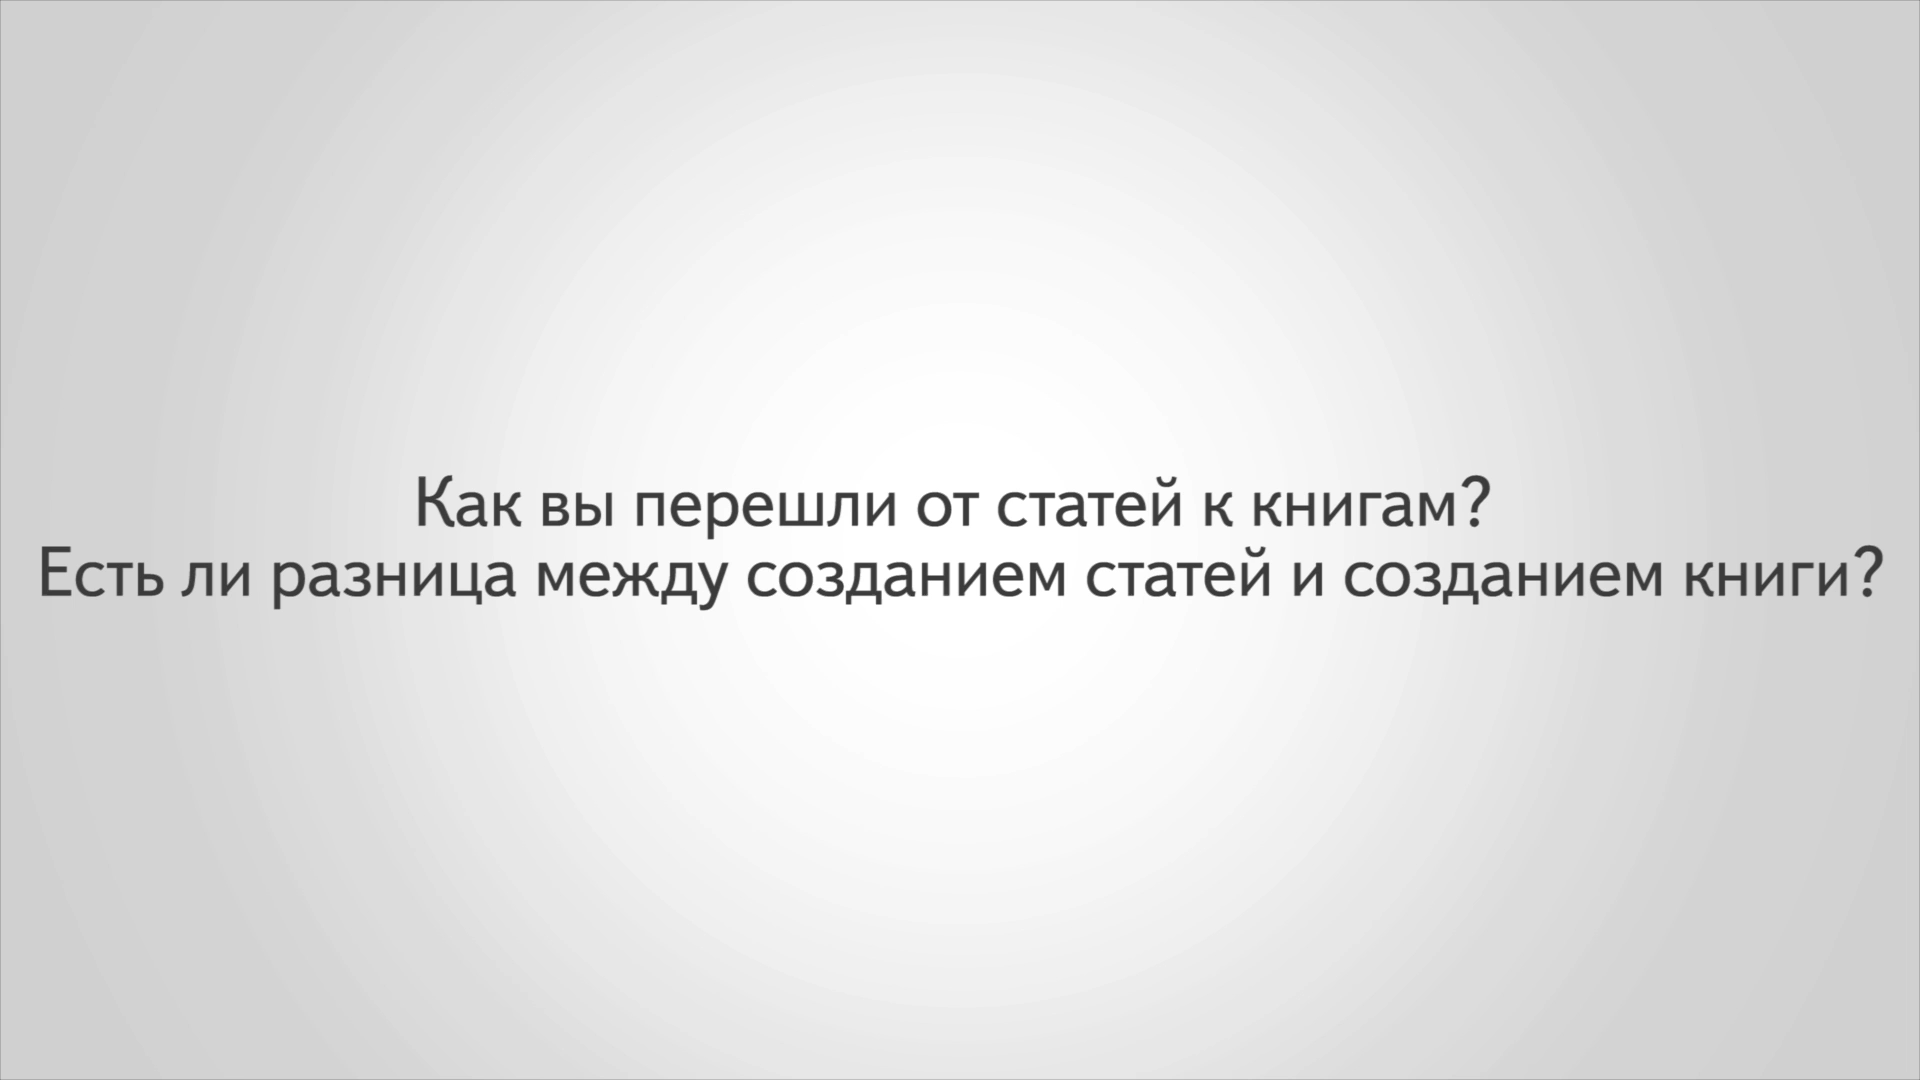 Как вы перешли от статей к книгам?
Есть ли разница между созданием статей и созданием книги?